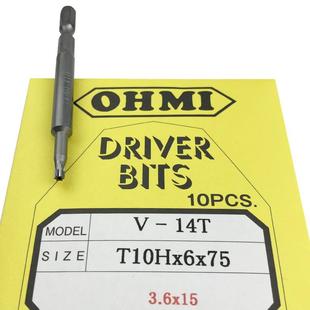 OHMI
DRIVER
BITS
10PCS.
MODEL V-14T
SIZE T10Hx6x75
3.6x15